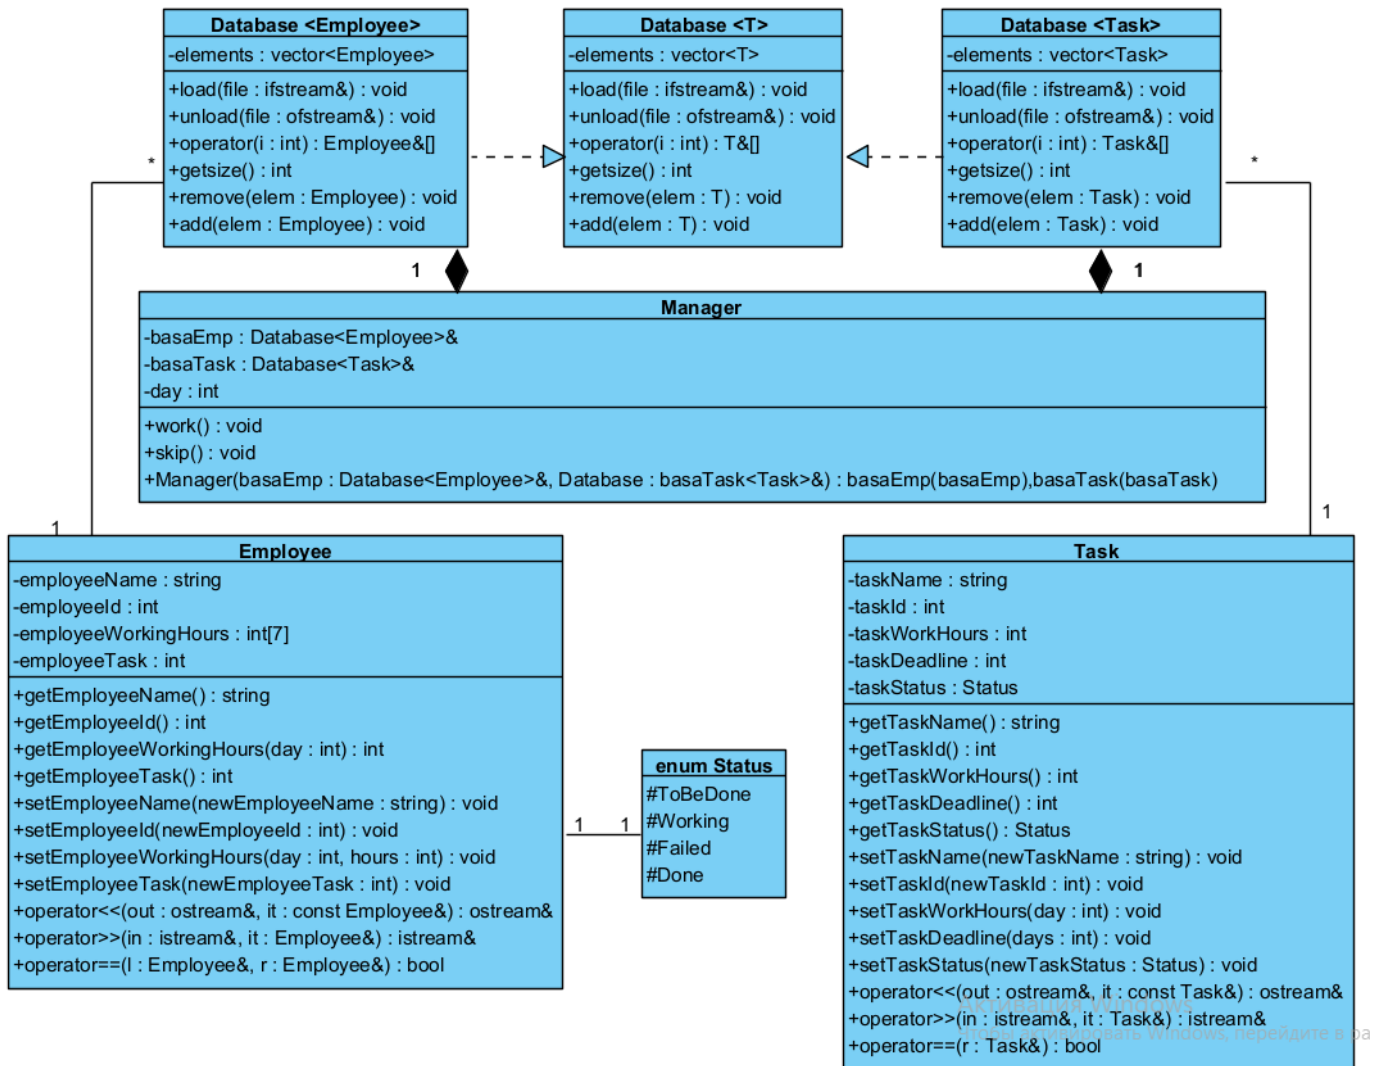 Database <Employee>
-elements : vector<Employee>
+load(file : ifstream&) : void
+unload(file : ofstream&) : void
+operator(i : int) : Employee&[]
+getsize() : int
+remove(elem : Employee) : void
+add(elem : Employee) : void
Database <T>
-elements : vector<T>
+load(file : ifstream&) : void
+unload(file : ofstream&) : void
+operator(i : int) : T&[]
+getsize() : int
+remove(elem : T) : void
+add(elem : T) : void
Database <Task>
-elements : vector<Task>
+load(file : ifstream&) : void
+unload(file : ofstream&) : void
+operator(i : int) : Task&[]
+getsize() : int
+remove(elem : Task) : void
+add(elem : Task) : void
*
*
1
1
Manager
-basaEmp : Database<Employee>&
-basaTask : Database<Task>&
-day : int
+work() : void
+skip() : void
+Manager(basaEmp : Database<Employee>&, Database : basaTask<Task>&) : basaEmp(basaEmp),basaTask(basaTask)
1
1
Employee
-employeeName : string
-employeeId : int
-employeeWorkingHours : int[7]
-employeeTask : int
+getEmployeeName() : string
+getEmployeeId() : int
+getEmployeeWorkingHours(day : int) : int
+getEmployeeTask() : int
+setEmployeeName(newEmployeeName : string) : void
+setEmployeeId(newEmployeeId : int) : void
+setEmployeeWorkingHours(day : int, hours : int) : void
+setEmployeeTask(newEmployeeTask : int) : void
+operator<<(out : ostream&, it : const Employee&) : ostream&
+operator>>(in : istream&, it : Employee&) : istream&
+operator==(l : Employee&, r : Employee&) : bool
1 1
enum Status
#ToBeDone
#Working
#Failed
#Done
Task
-taskName : string
-taskId : int
-taskWorkHours : int
-taskDeadline : int
-taskStatus : Status
+getTaskName() : string
+getTaskId() : int
+getTaskWorkHours() : int
+getTaskDeadline() : int
+getTaskStatus() : Status
+setTaskName(newTaskName : string) : void
+setTaskId(newTaskId : int) : void
+setTaskWorkHours(day : int) : void
+setTaskDeadline(days : int) : void
+setTaskStatus(newTaskStatus : Status) : void
+operator<<(out : ostream&, it : const Task&) : ostream&
+operator>>(in : istream&, it : Task&) : istream&
+operator==(r : Task&) : bool
Активация Windows
Чтобы активировать Windows, перейдите в ра